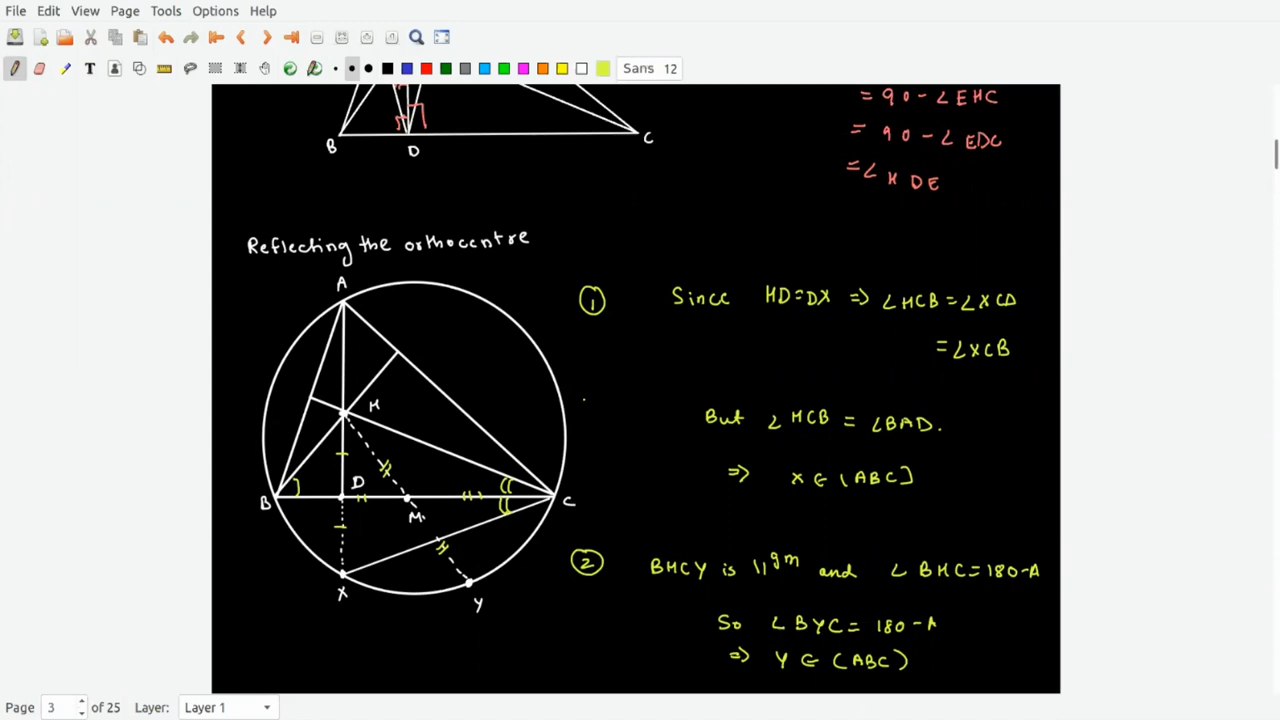 File Edit View Page Tools Options Help
T
Sans 12
= 90 - ∠EHC
= 90 - ∠EDC
= ∠HDE
B
D
C
Reflecting the orthocentre
A
H
B
D
M
C
X
Y
① Since HD=DX ⇒ ∠HCB = ∠XCD
= ∠XCB
But ∠HCB = ∠BAD.
⇒ X ∈ (ABC)
② BHCY is ||gm and ∠BHC = 180-A
So ∠BYC = 180-A
⇒ Y ∈ (ABC)
Page 3 of 25 Layer: Layer 1